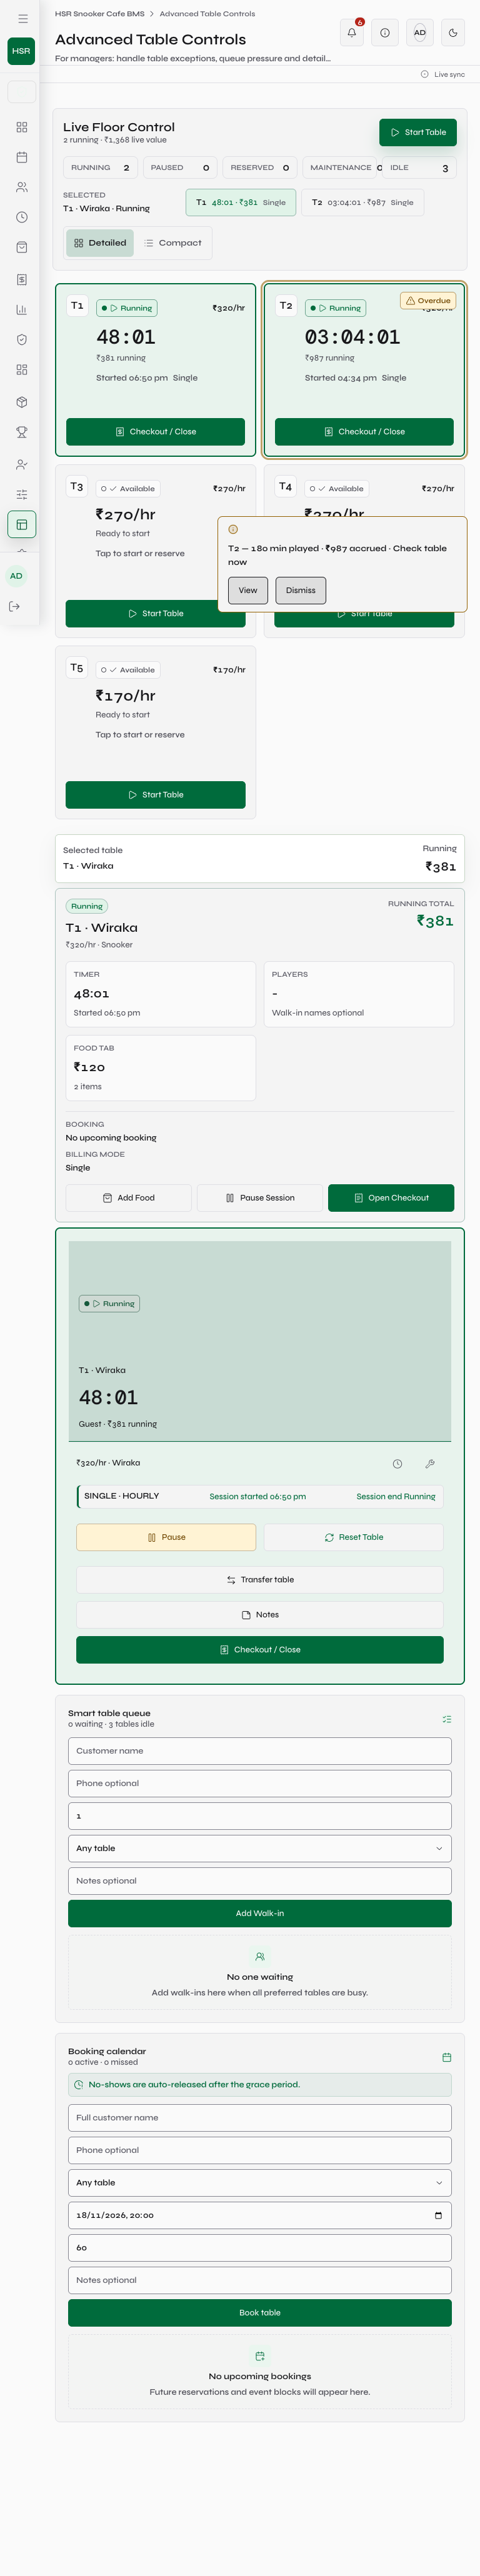 HSR Snooker Cafe BMS > Advanced Table Controls
Advanced Table Controls
For managers: handle table exceptions, queue pressure and detail...
6
AD
HSR
Live sync
Live Floor Control
2 running · ₹1,368 live value
Start Table
RUNNING 2
PAUSED 0
RESERVED 0
MAINTENANCE 0
IDLE 3
SELECTED
T1 · Wiraka · Running
T1 48:01 · ₹381 Single
T2 03:04:01 · ₹987 Single
Detailed
Compact
T1
Running
₹320/hr
48:01
₹381 running
Started 06:50 pm Single
Checkout / Close
T2
Running
Overdue
03:04:01
₹987 running
Started 04:34 pm Single
Checkout / Close
T3
Available
₹270/hr
₹270/hr
Ready to start
Tap to start or reserve
Start Table
T4
Available
₹270/hr
₹270/hr
T2 — 180 min played · ₹987 accrued · Check table
now
View
Dismiss
Start Table
T5
Available
₹170/hr
₹170/hr
Ready to start
Tap to start or reserve
Start Table
AD
Selected table
T1 · Wiraka
Running
₹381
Running
T1 · Wiraka
₹320/hr · Snooker
RUNNING TOTAL
₹381
TIMER
48:01
Started 06:50 pm
PLAYERS
-
Walk-in names optional
FOOD TAB
₹120
2 items
BOOKING
No upcoming booking
BILLING MODE
Single
Add Food
Pause Session
Open Checkout
Running
T1 · Wiraka
48:01
Guest · ₹381 running
₹320/hr · Wiraka
SINGLE · HOURLY
Session started 06:50 pm
Session end Running
Pause
Reset Table
Transfer table
Notes
Checkout / Close
Smart table queue
0 waiting · 3 tables idle
Customer name
Phone optional
1
Any table
Notes optional
Add Walk-in
No one waiting
Add walk-ins here when all preferred tables are busy.
Booking calendar
0 active · 0 missed
No-shows are auto-released after the grace period.
Full customer name
Phone optional
Any table
18/11/2026, 20:00
60
Notes optional
Book table
No upcoming bookings
Future reservations and event blocks will appear here.